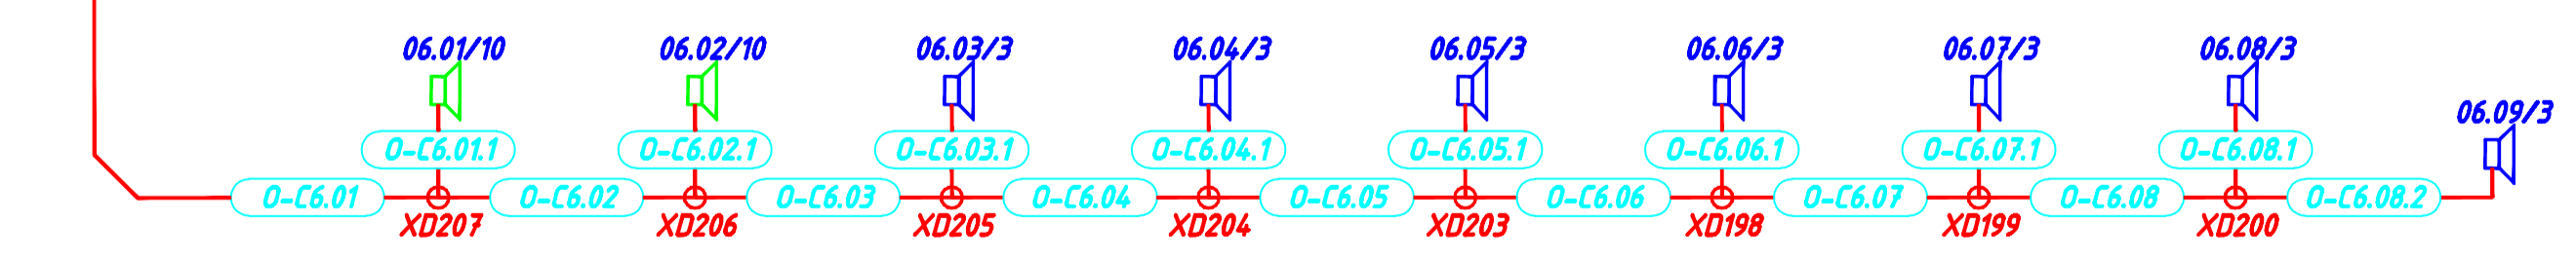 06.01/10 06.02/10 06.03/3 06.04/3 06.05/3 06.06/3 06.07/3 06.08/3
06.09/3
O-C6.01.1 O-C6.02.1 O-C6.03.1 O-C6.04.1 O-C6.05.1 O-C6.06.1 O-C6.07.1 O-C6.08.1
O-C6.01 O-C6.02 O-C6.03 O-C6.04 O-C6.05 O-C6.06 O-C6.07 O-C6.08 O-C6.08.2
XD207 XD206 XD205 XD204 XD203 XD198 XD199 XD200